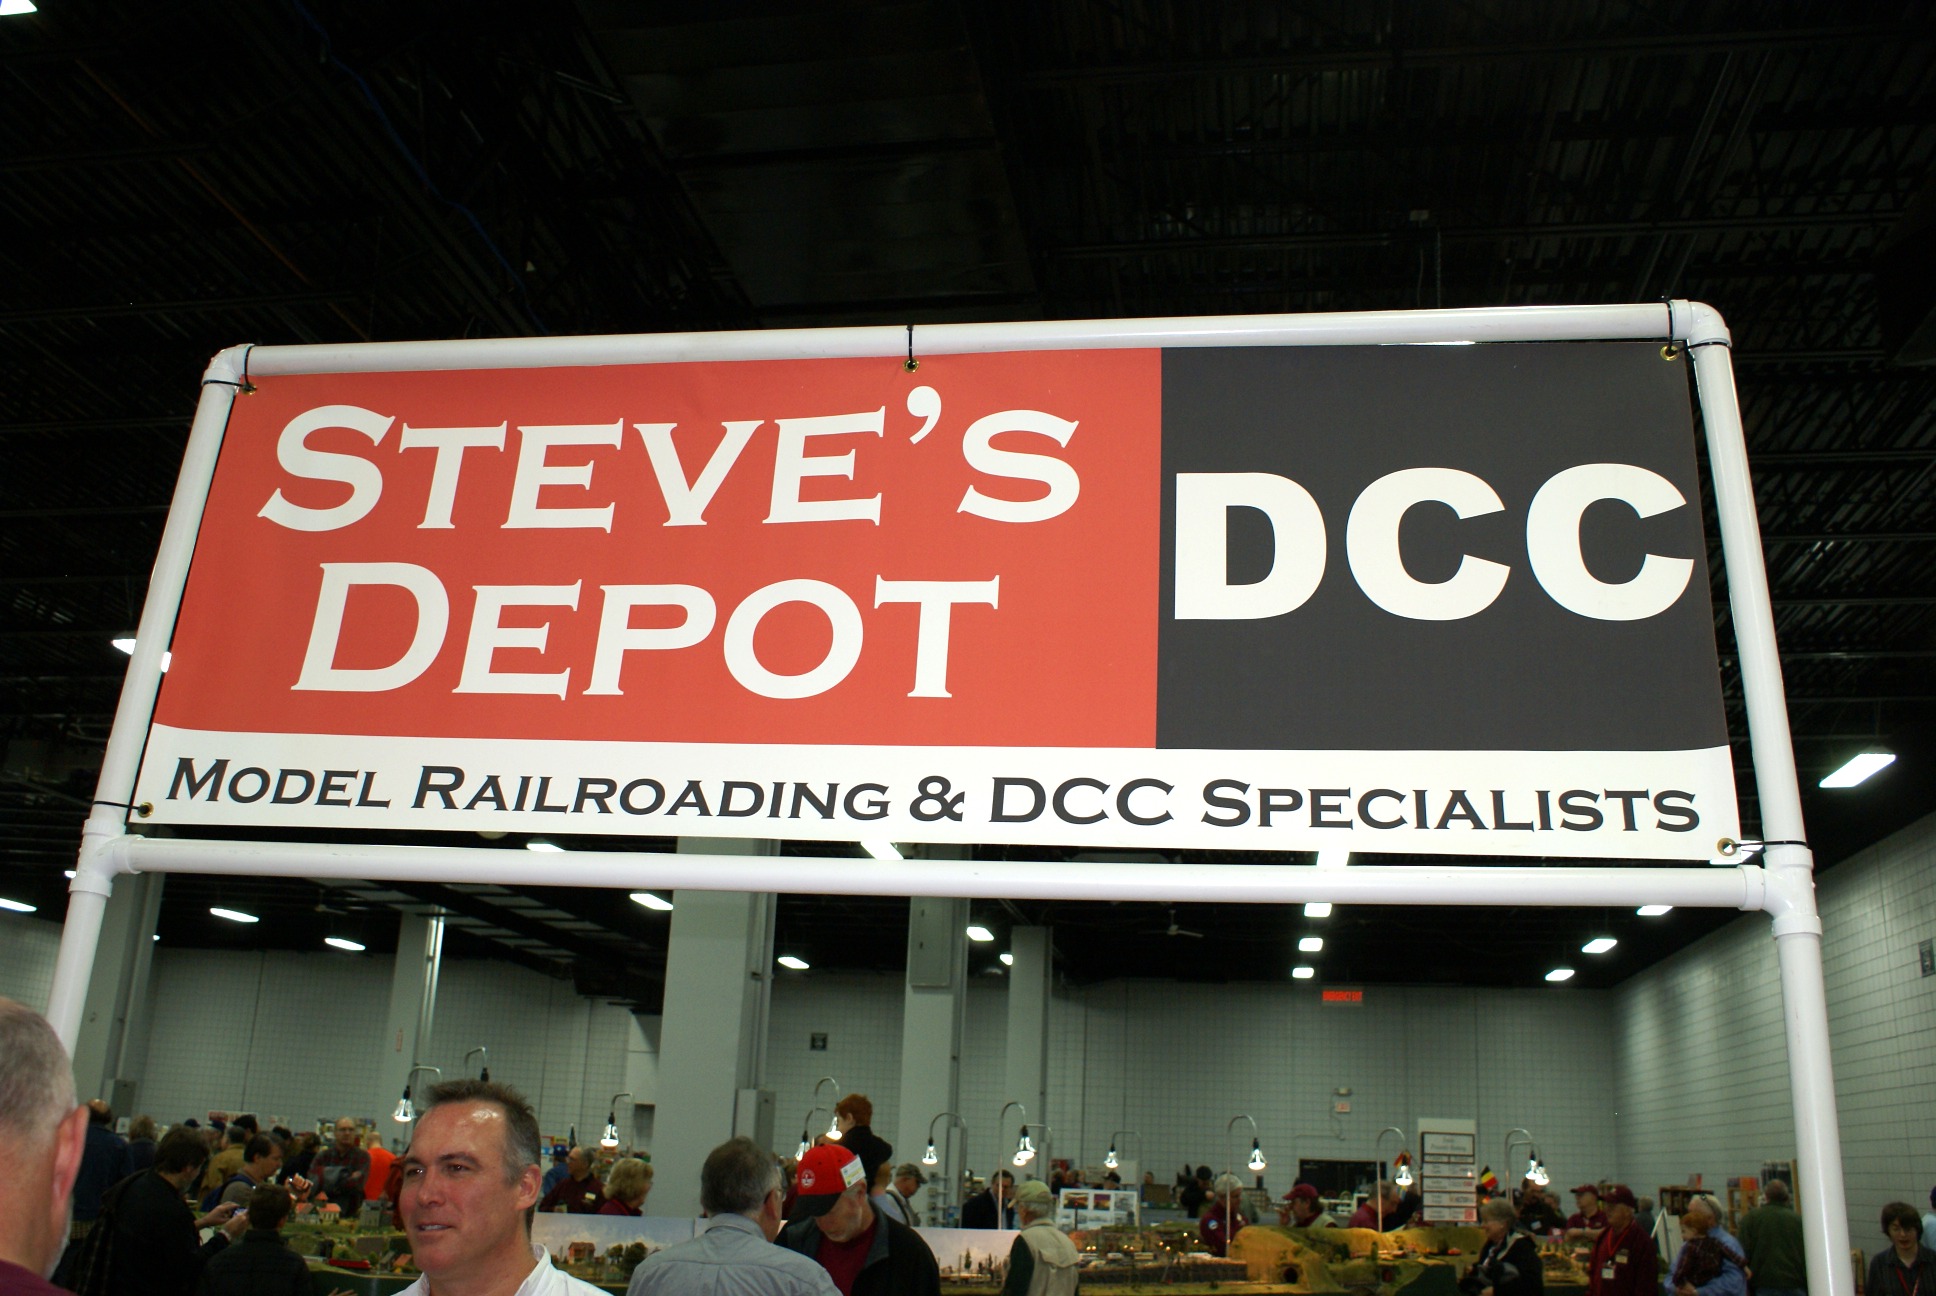 STEVE'S
DEPOT
DCC
MODEL RAILROADING & DCC SPECIALISTS